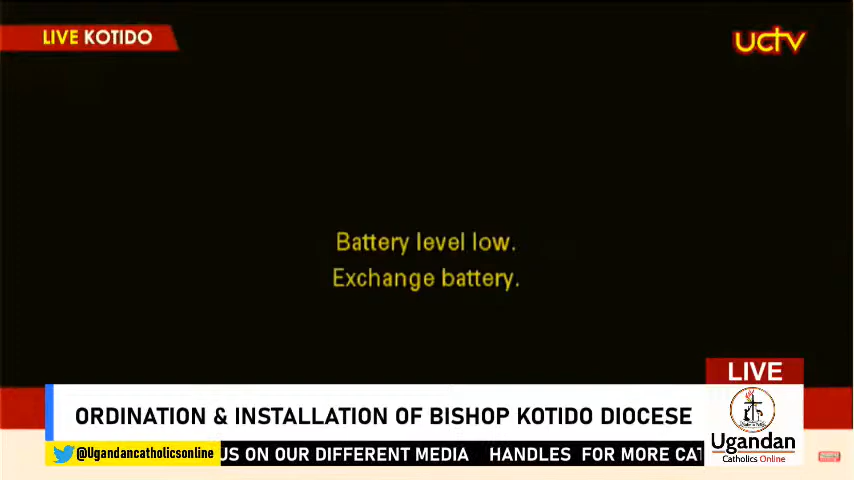 LIVE KOTIDO
uctv
Battery level low.
Exchange battery.
LIVE
ORDINATION & INSTALLATION OF BISHOP KOTIDO DIOCESE
Ugandan
Catholics Online
@Ugandancatholicsonline
US ON OUR DIFFERENT MEDIA HANDLES FOR MORE CAT